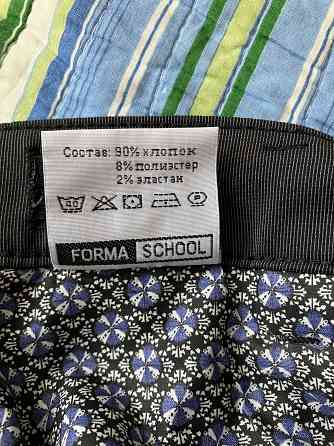 Состав: 90% хлопок
8% полиэстер
2% эластан
FORMA SCHOOL